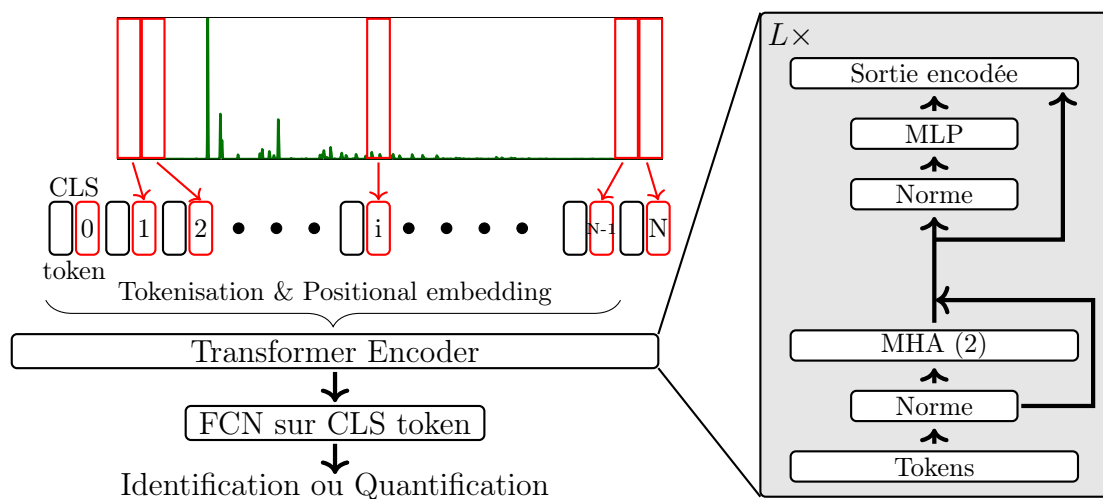 CLS
0 1 2 i N-1 N
token
Tokenisation & Positional embedding
Transformer Encoder
FCN sur CLS token
Identification ou Quantification
L×
Sortie encodée
MLP
Norme
MHA (2)
Norme
Tokens